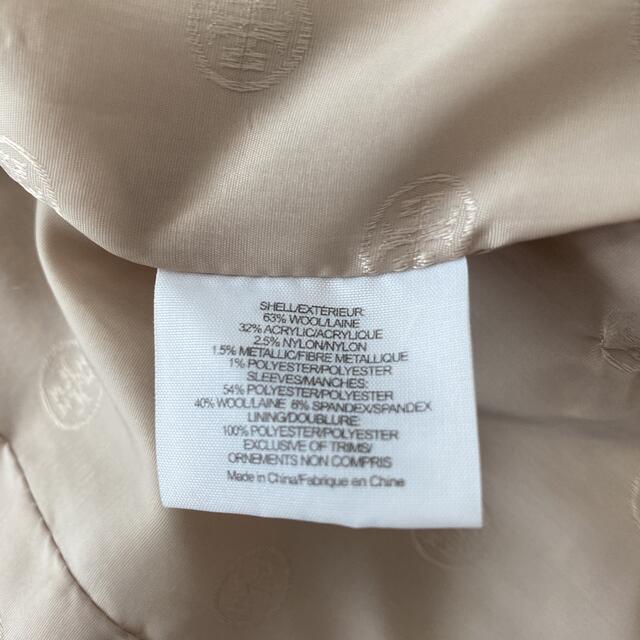 SHELL/EXTÉRIEUR:
63% WOOL/LAINE
32% ACRYLIC/ACRYLIQUE
2.5% NYLON/NYLON
1.5% METALLIC/FIBRE METALLIQUE
1% POLYESTER/POLYESTER
SLEEVES/MANCHES:
54% POLYESTER/POLYESTER
40% WOOL/LAINE 6% SPANDEX/SPANDEX
LINING/DOUBLURE:
100% POLYESTER/POLYESTER
EXCLUSIVE OF TRIMS/
ORNEMENTS NON COMPRIS
Made in China/Fabrique en Chine